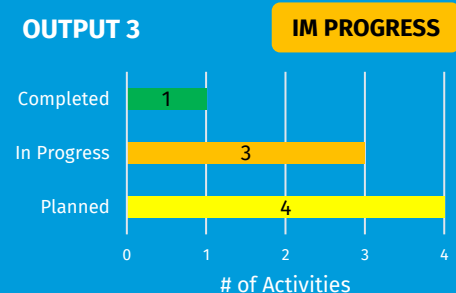 OUTPUT 3
IM PROGRESS
Completed
1
In Progress
3
Planned
4
0 1 2 3 4
# of Activities